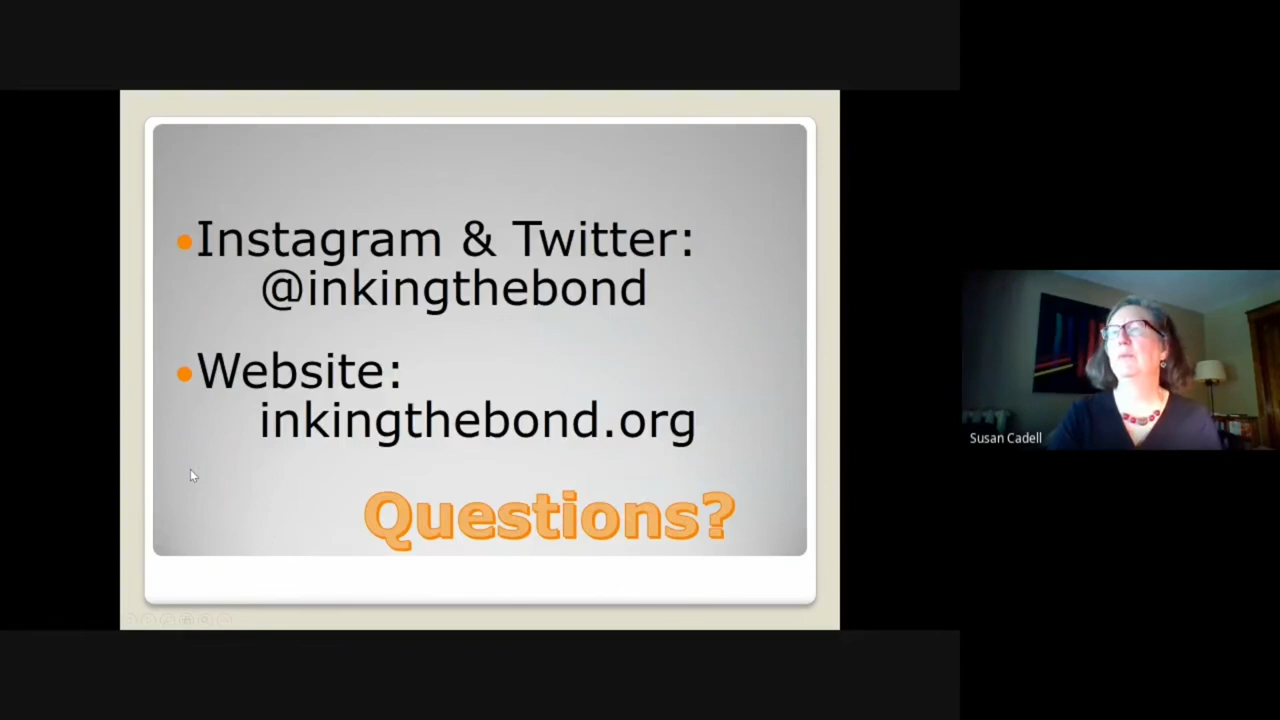 Instagram & Twitter:
@inkingthebond
Website:
inkingthebond.org
Questions?
Susan Cadell